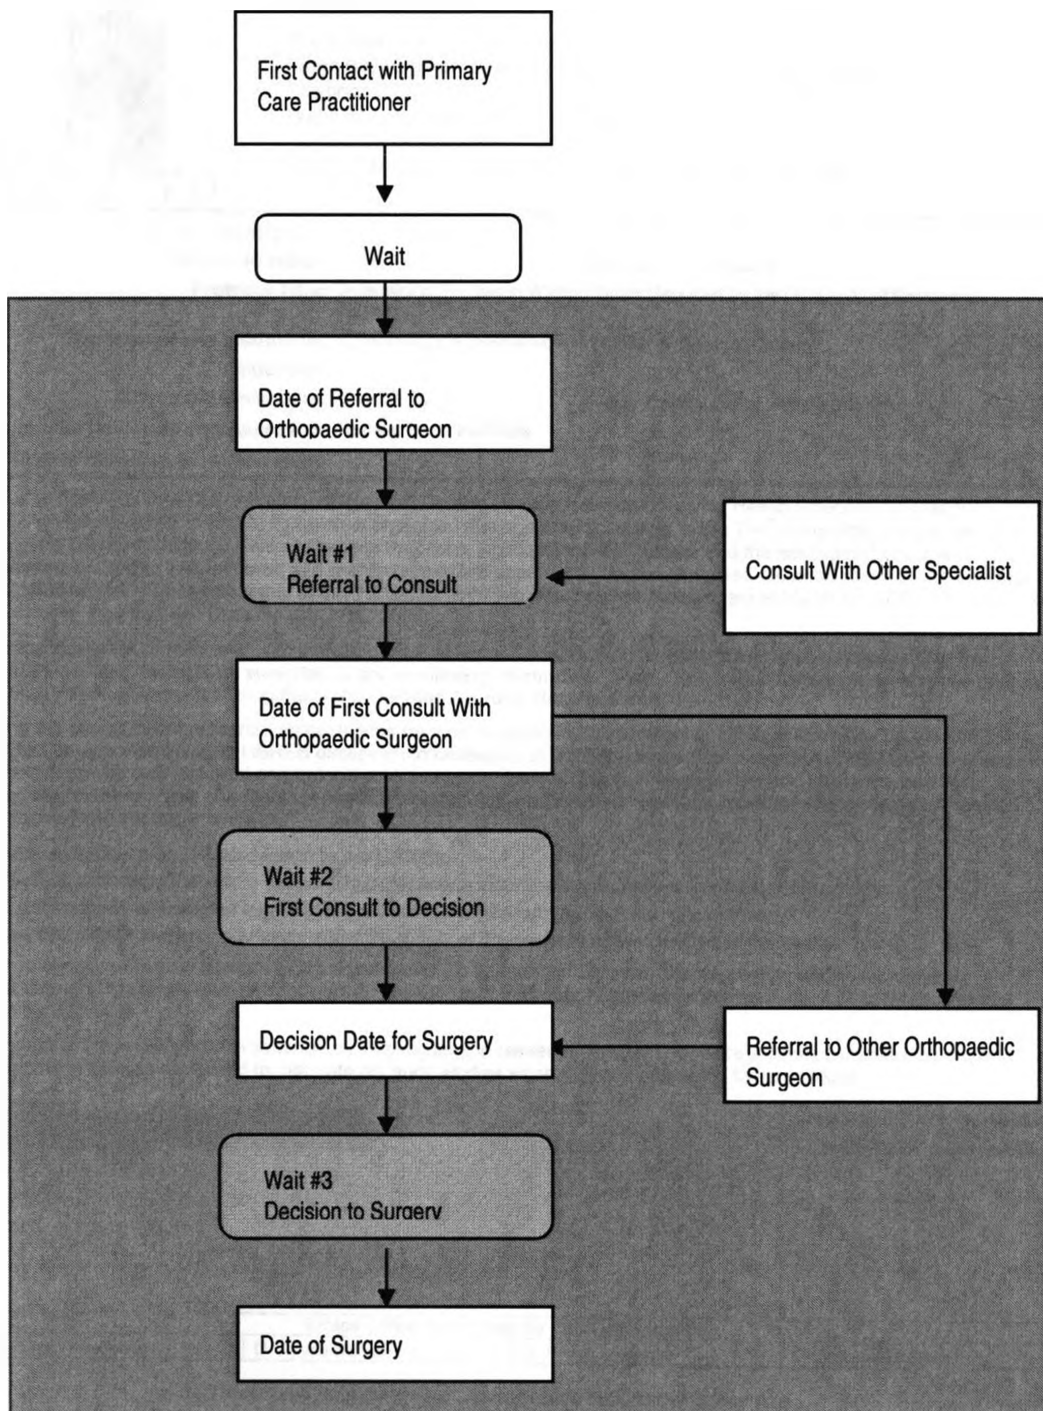 First Contact with Primary
Care Practitioner
Wait
Date of Referral to
Orthopaedic Surgeon
Wait #1
Referral to Consult
Consult With Other Specialist
Date of First Consult With
Orthopaedic Surgeon
Wait #2
First Consult to Decision
Decision Date for Surgery
Referral to Other Orthopaedic
Surgeon
Wait #3
Decision to Surgery
Date of Surgery